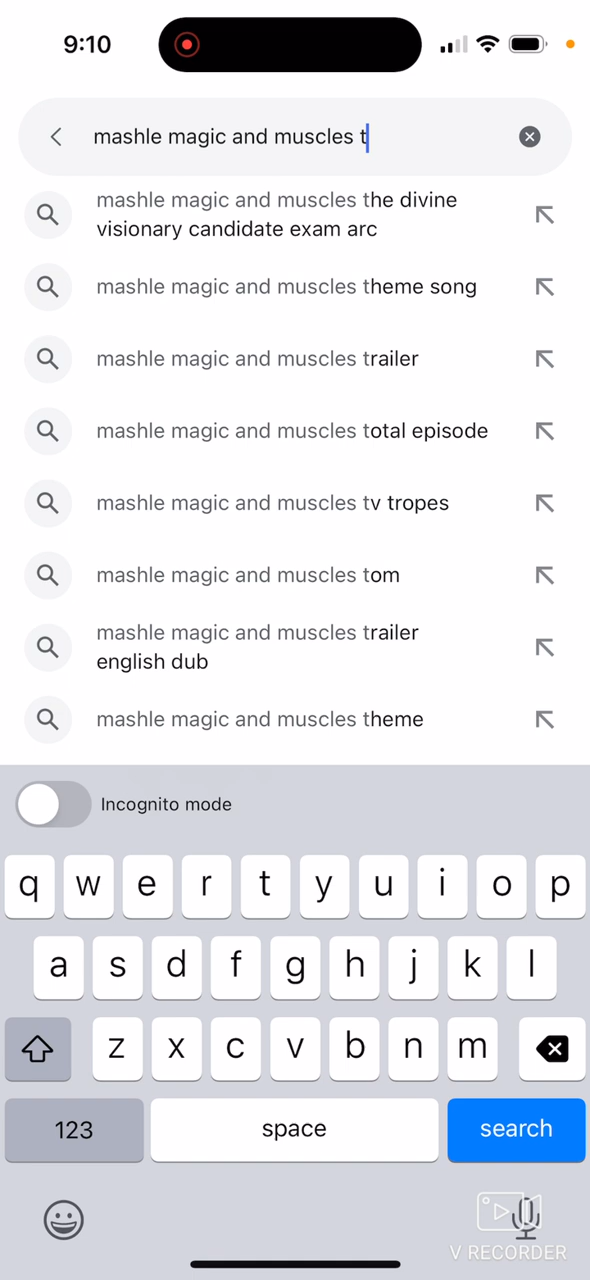 9:10
mashle magic and muscles t
mashle magic and muscles the divine
visionary candidate exam arc
mashle magic and muscles theme song
mashle magic and muscles trailer
mashle magic and muscles total episode
mashle magic and muscles tv tropes
mashle magic and muscles tom
mashle magic and muscles trailer
english dub
mashle magic and muscles theme
Incognito mode
q w e r t y u i o p
a s d f g h j k l
z x c v b n m
123 space search
V RECORDER